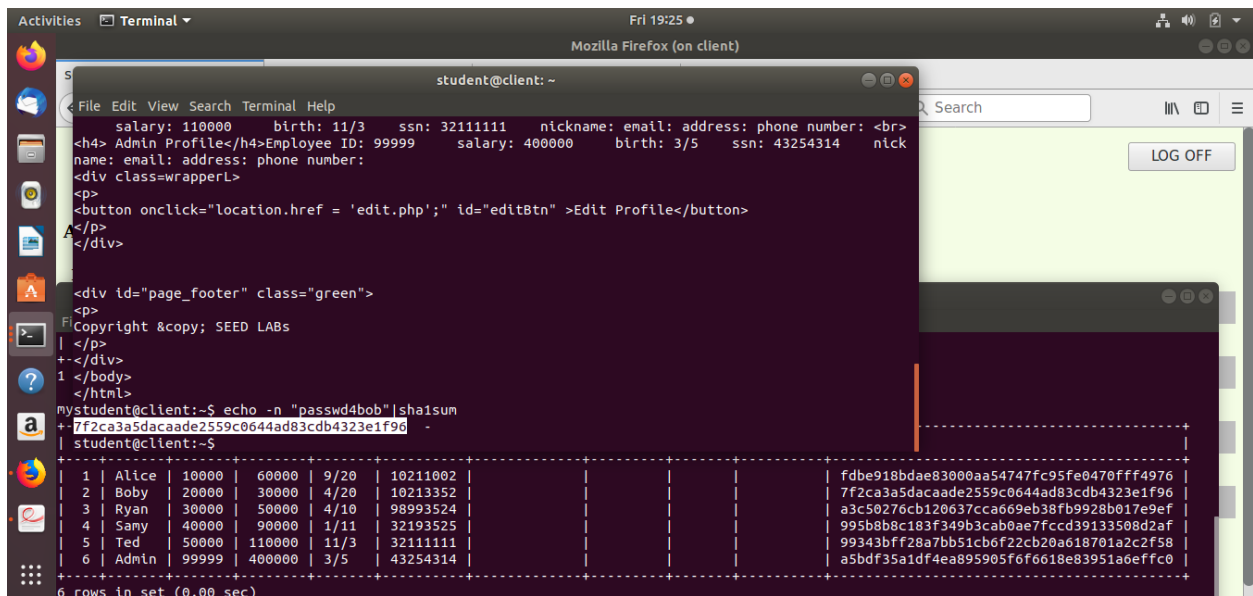 Activities Terminal Fri 19:25
Mozilla Firefox (on client)
student@client: ~
File Edit View Search Terminal Help
Search
LOG OFF
salary: 110000 birth: 11/3 ssn: 32111111 nickname: email: address: phone number: <br>
<h4> Admin Profile</h4>Employee ID: 99999 salary: 400000 birth: 3/5 ssn: 43254314 nick
name: email: address: phone number:
<div class=wrapperL>
<p>
<button onclick="location.href = 'edit.php';" id="editBtn" >Edit Profile</button>
</p>
</div>
<div id="page_footer" class="green">
<p>
Copyright &copy; SEED LABs
</p>
</div>
</body>
</html>
student@client:~$ echo -n "passwd4bob"|sha1sum
7f2ca3a5dacaade2559c0644ad83cdb4323e1f96 -
student@client:~$
+----+-------+-------+--------+-------+----------+-------------+---------+-------+----------+------------------------------------------+
| 1 | Alice | 10000 | 60000 | 9/20 | 10211002 | | | | | fdbe918bdae83000aa54747fc95fe0470fff4976 |
| 2 | Boby | 20000 | 30000 | 4/20 | 10213352 | | | | | 7f2ca3a5dacaade2559c0644ad83cdb4323e1f96 |
| 3 | Ryan | 30000 | 50000 | 4/10 | 98993524 | | | | | a3c50276cb120637cca669eb38fb9928b017e9ef |
| 4 | Samy | 40000 | 90000 | 1/11 | 32193525 | | | | | 995b8b8c183f349b3cab0ae7fccd39133508d2af |
| 5 | Ted | 50000 | 110000 | 11/3 | 32111111 | | | | | 99343bff28a7bb51cb6f22cb20a618701a2c2f58 |
| 6 | Admin | 99999 | 400000 | 3/5 | 43254314 | | | | | a5bdf35a1df4ea895905f6f6618e83951a6effc0 |
+----+-------+-------+--------+-------+----------+-------------+---------+-------+----------+------------------------------------------+
6 rows in set (0.00 sec)